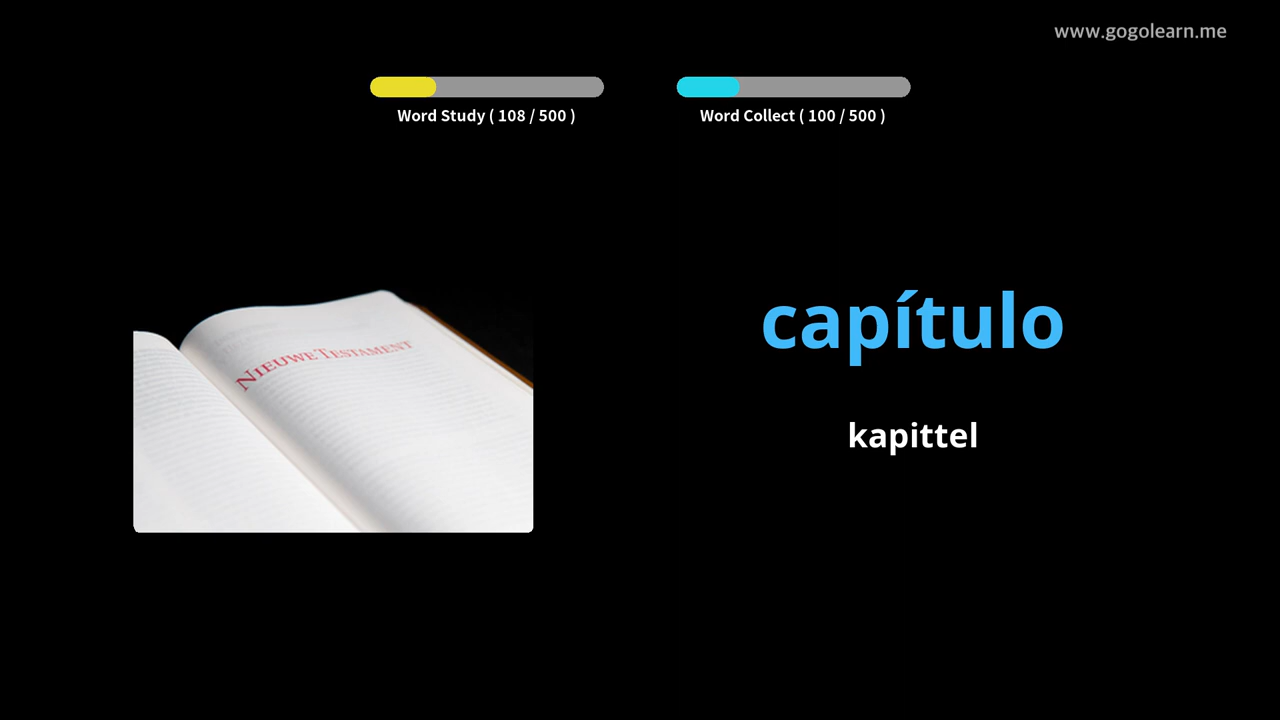 www.gogolearn.me
Word Study ( 108 / 500 )
Word Collect ( 100 / 500 )
NIEUWE TESTAMENT
capítulo
kapittel